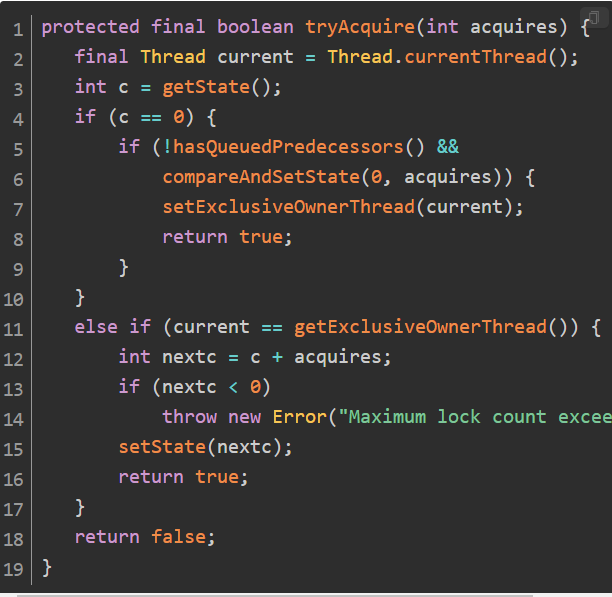 1 protected final boolean tryAcquire(int acquires) {
2 final Thread current = Thread.currentThread();
3 int c = getState();
4 if (c == 0) {
5 if (!hasQueuedPredecessors() &&
6 compareAndSetState(0, acquires)) {
7 setExclusiveOwnerThread(current);
8 return true;
9 }
10 }
11 else if (current == getExclusiveOwnerThread()) {
12 int nextc = c + acquires;
13 if (nextc < 0)
14 throw new Error("Maximum lock count excee
15 setState(nextc);
16 return true;
17 }
18 return false;
19 }